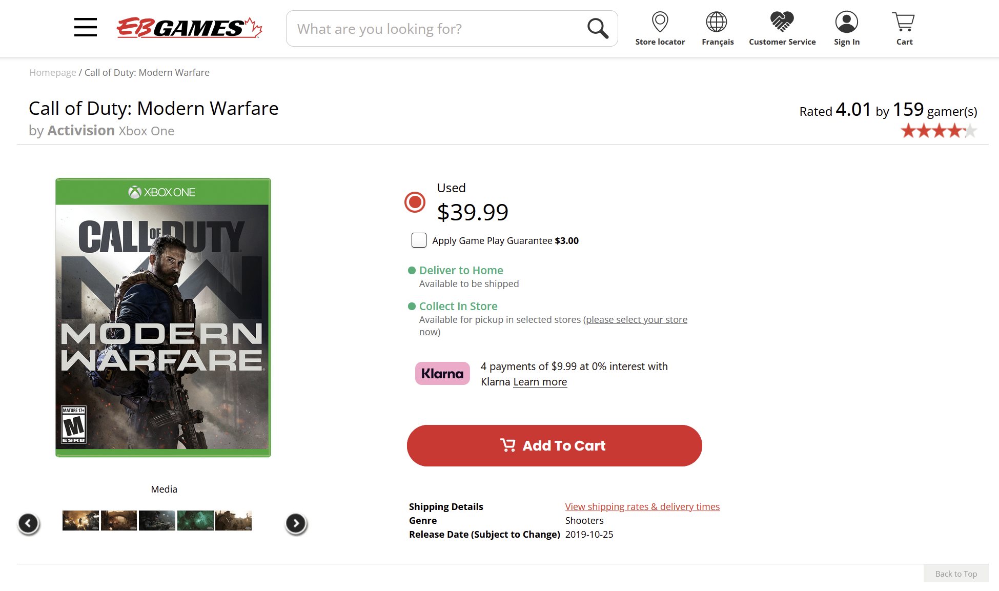 EBGAMES
What are you looking for?
Store locator
Français
Customer Service
Sign In
Cart
Homepage / Call of Duty: Modern Warfare
Call of Duty: Modern Warfare
by Activision Xbox One
Rated 4.01 by 159 gamer(s)
XBOX ONE
CALL OF DUTY
MW
MODERN
WARFARE
MATURE 17+
M
ESRB
Media
Used
$39.99
Apply Game Play Guarantee $3.00
Deliver to Home
Available to be shipped
Collect In Store
Available for pickup in selected stores (please select your store
now)
Klarna
4 payments of $9.99 at 0% interest with
Klarna Learn more
Add To Cart
Shipping Details View shipping rates & delivery times
Genre Shooters
Release Date (Subject to Change) 2019-10-25
Back to Top